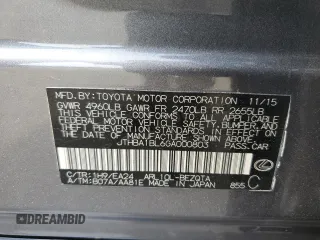 MFD.BY:TOYOTA MOTOR CORPORATION 11/15
GVWR 4960LB GAWR FR 2470LB RR 2655LB
THIS VEHICLE CONFORMS TO ALL APPLICABLE
FEDERAL MOTOR VEHICLE SAFETY, BUMPER, AND
THEFT PREVENTION STANDARDS IN EFFECT ON
THE DATE OF MANUFACTURE SHOWN ABOVE.
JTHBA1BL6GA000803 PASS.CAR
C/TR:1H9/EA24 ARL10L-BEZQTA
A/TM:B07A/AA81E MADE IN JAPAN 855 C